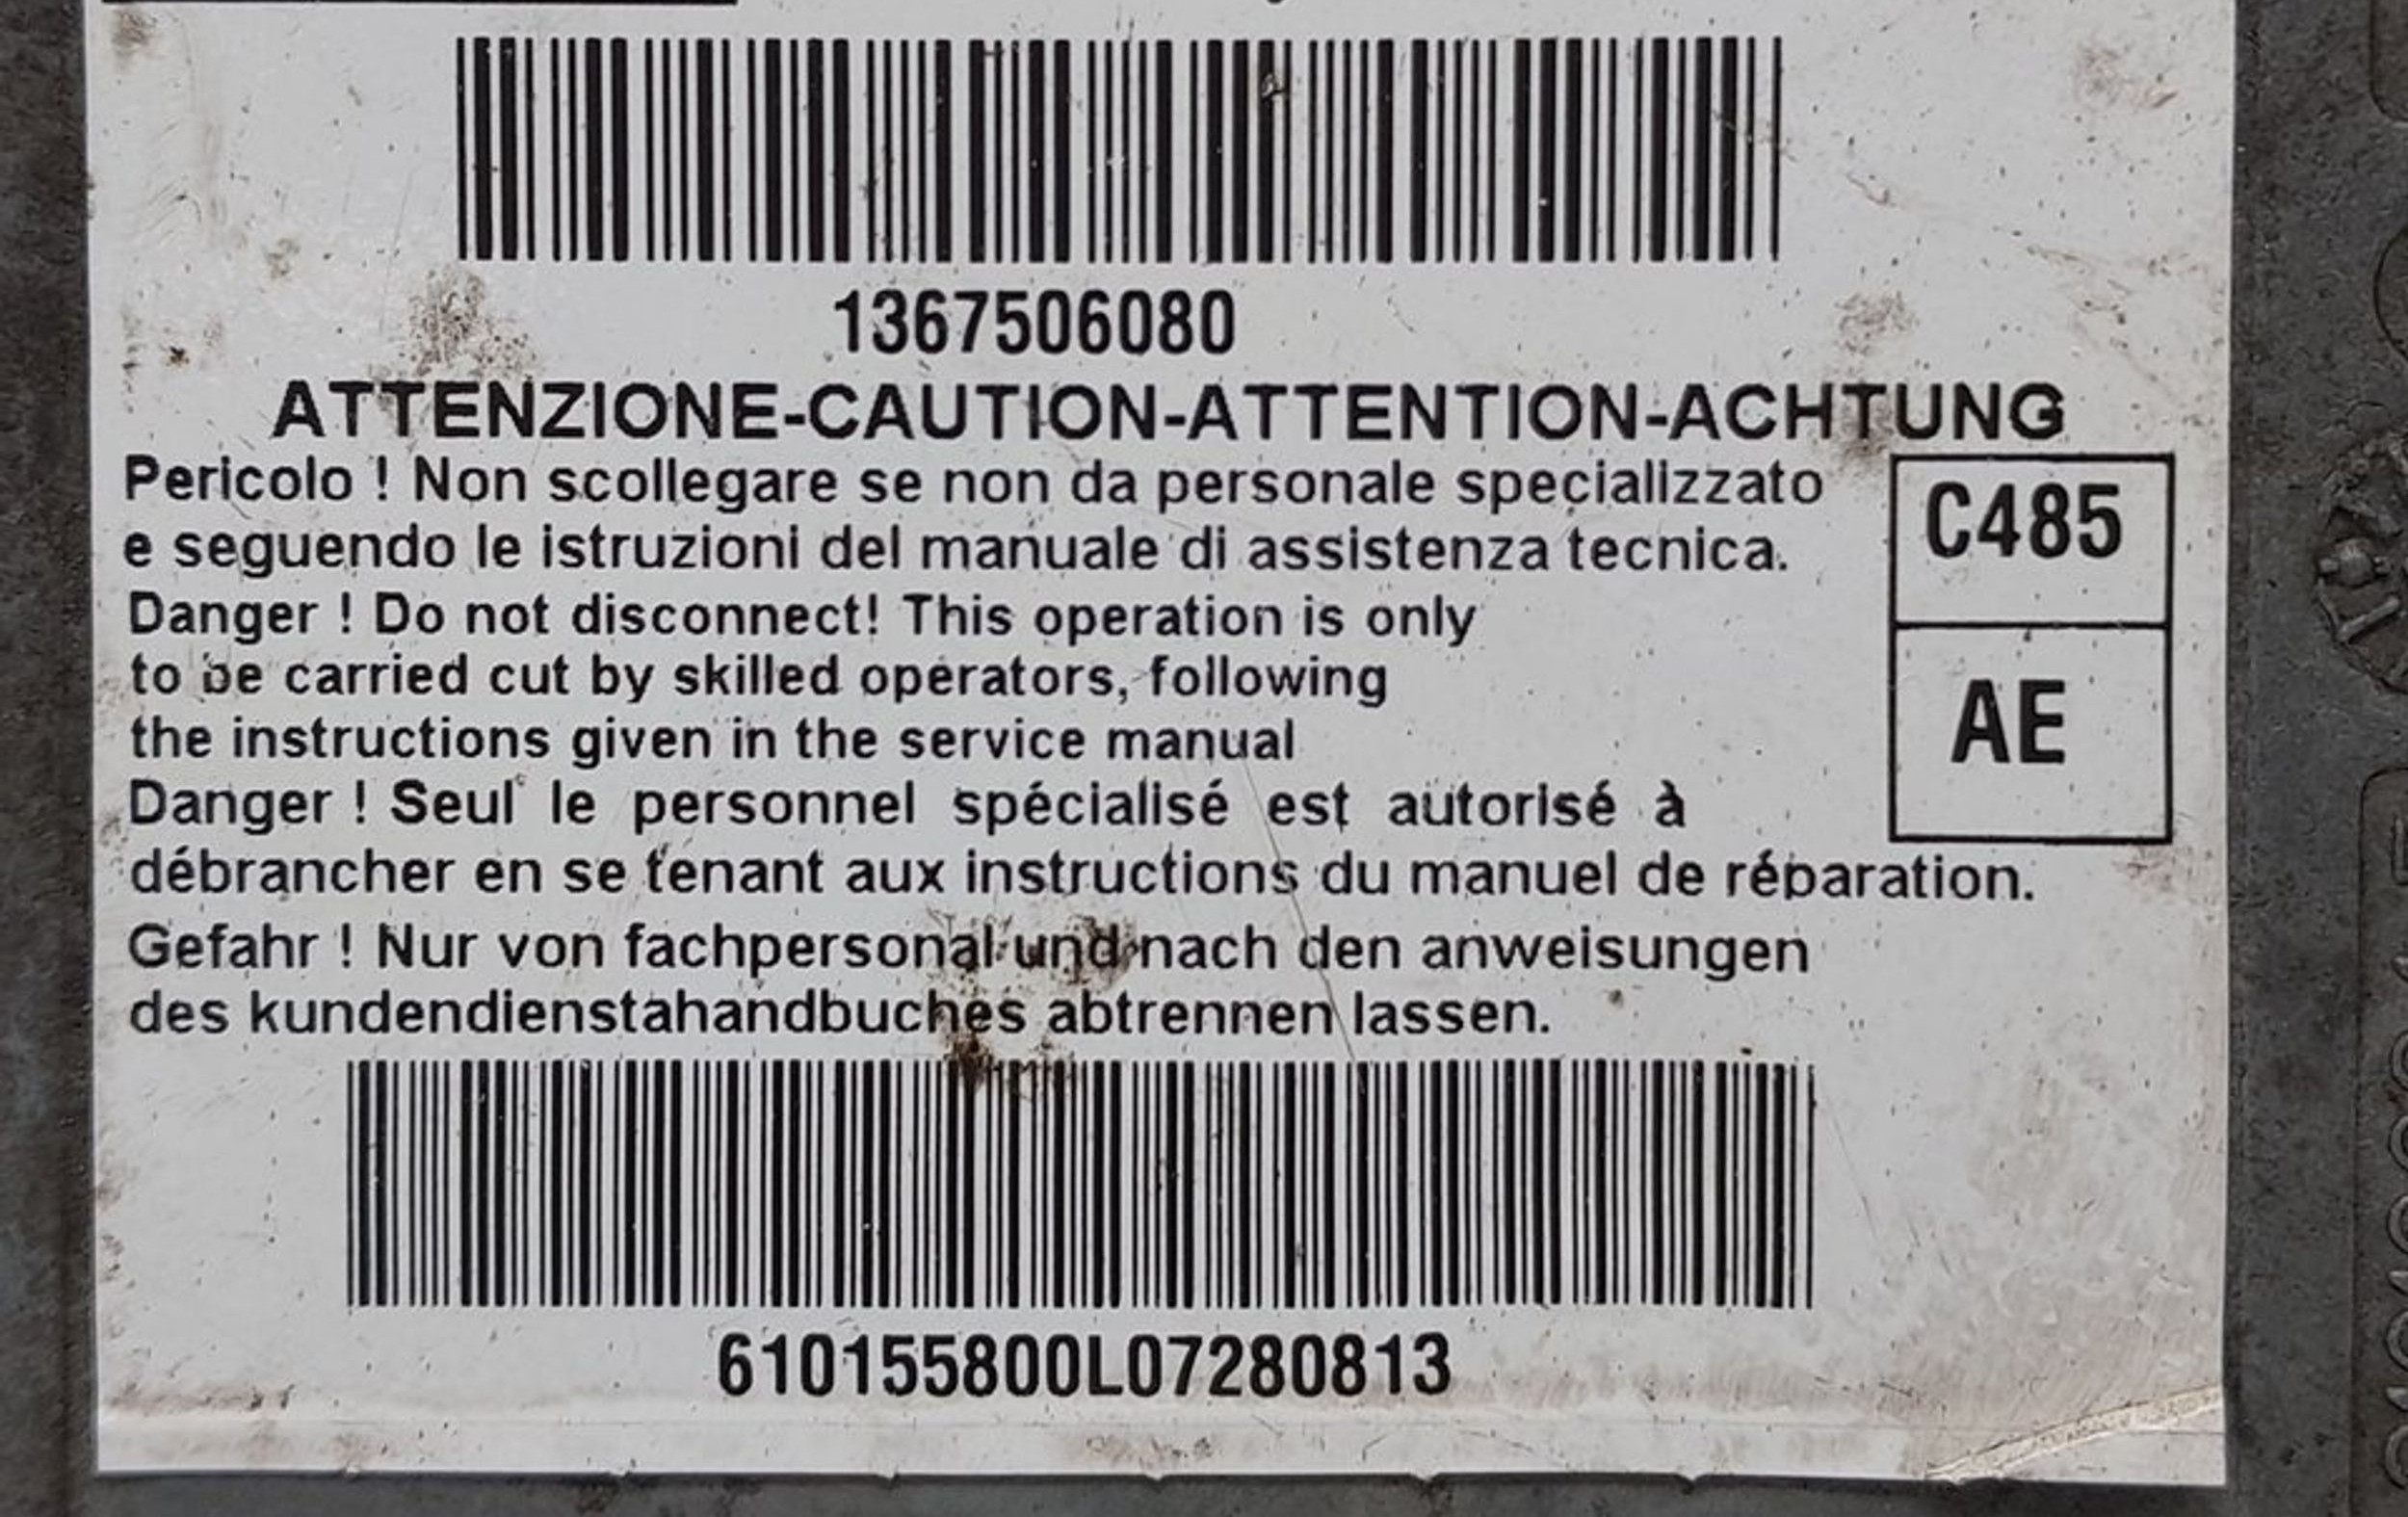 1367506080
ATTENZIONE-CAUTION-ATTENTION-ACHTUNG
Pericolo ! Non scollegare se non da personale specializzato
e seguendo le istruzioni del manuale di assistenza tecnica.
C485
Danger ! Do not disconnect! This operation is only
to be carried cut by skilled operators, following
the instructions given in the service manual
AE
Danger ! Seul le personnel spécialisé est autorisé à
débrancher en se tenant aux instructions du manuel de réparation.
Gefahr ! Nur von fachpersonal und nach den anweisungen
des kundendienstahandbuches abtrennen lassen.
610155800L07280813